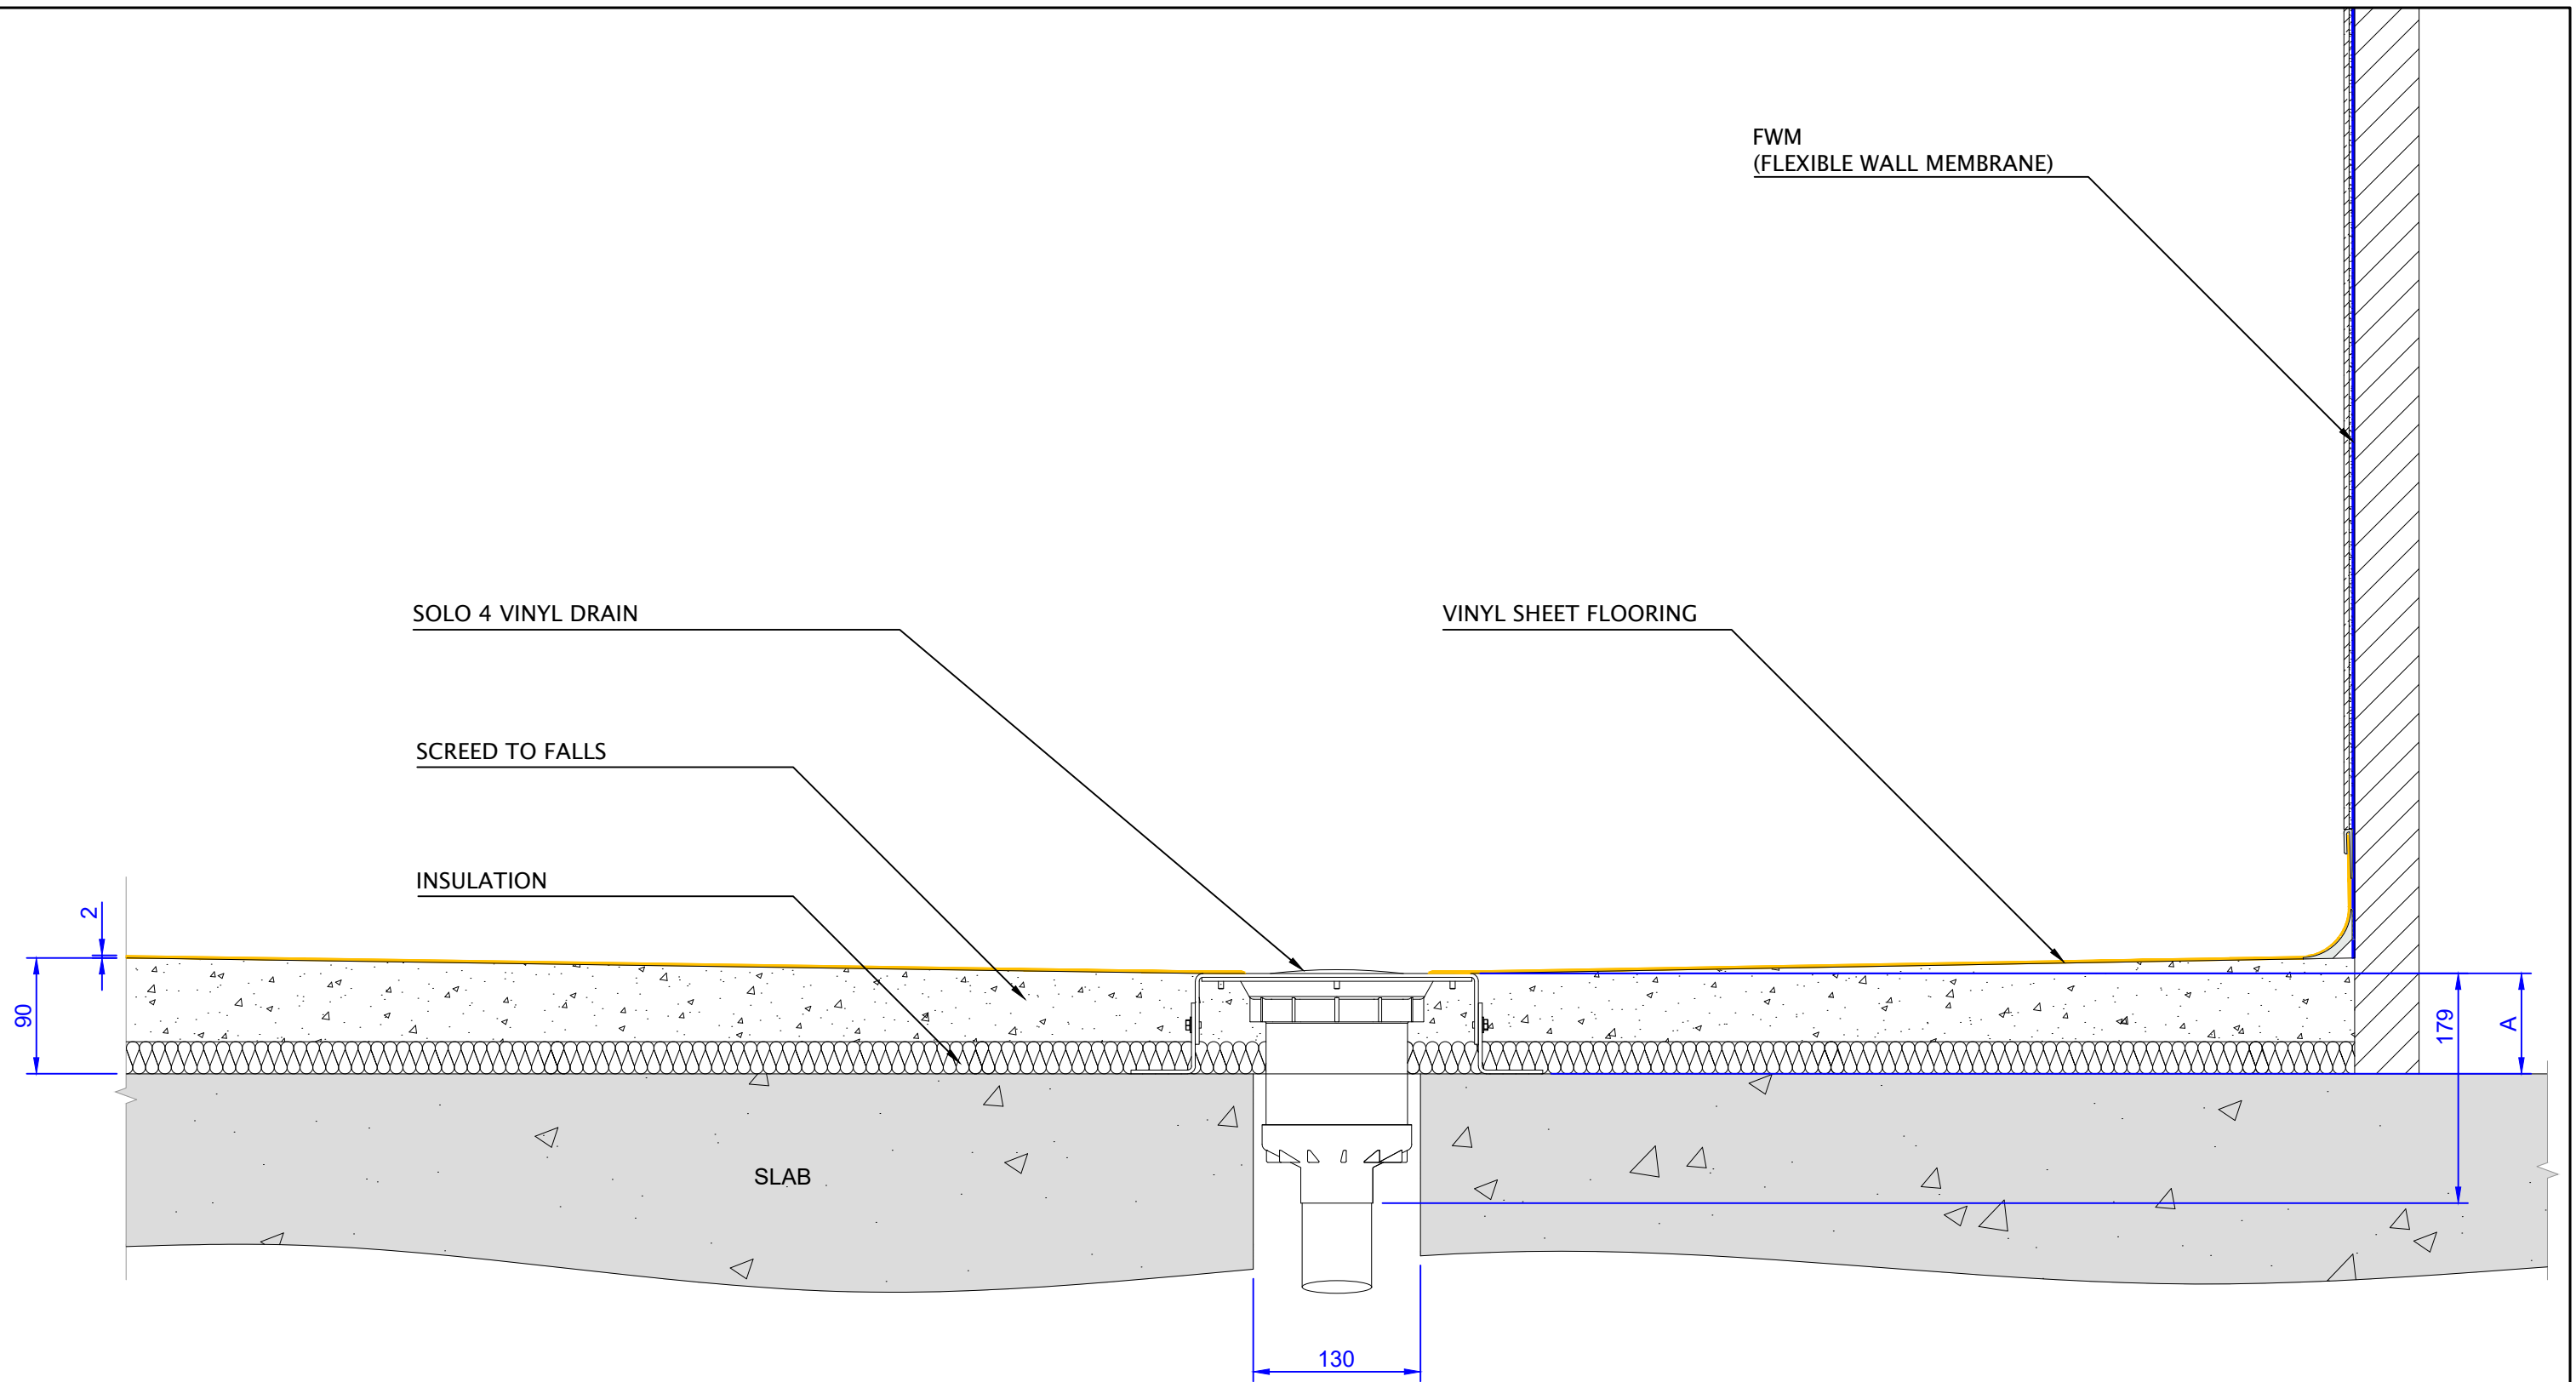 FWM
(FLEXIBLE WALL MEMBRANE)
SOLO 4 VINYL DRAIN
VINYL SHEET FLOORING
SCREED TO FALLS
INSULATION
2
90
179
A
SLAB
130